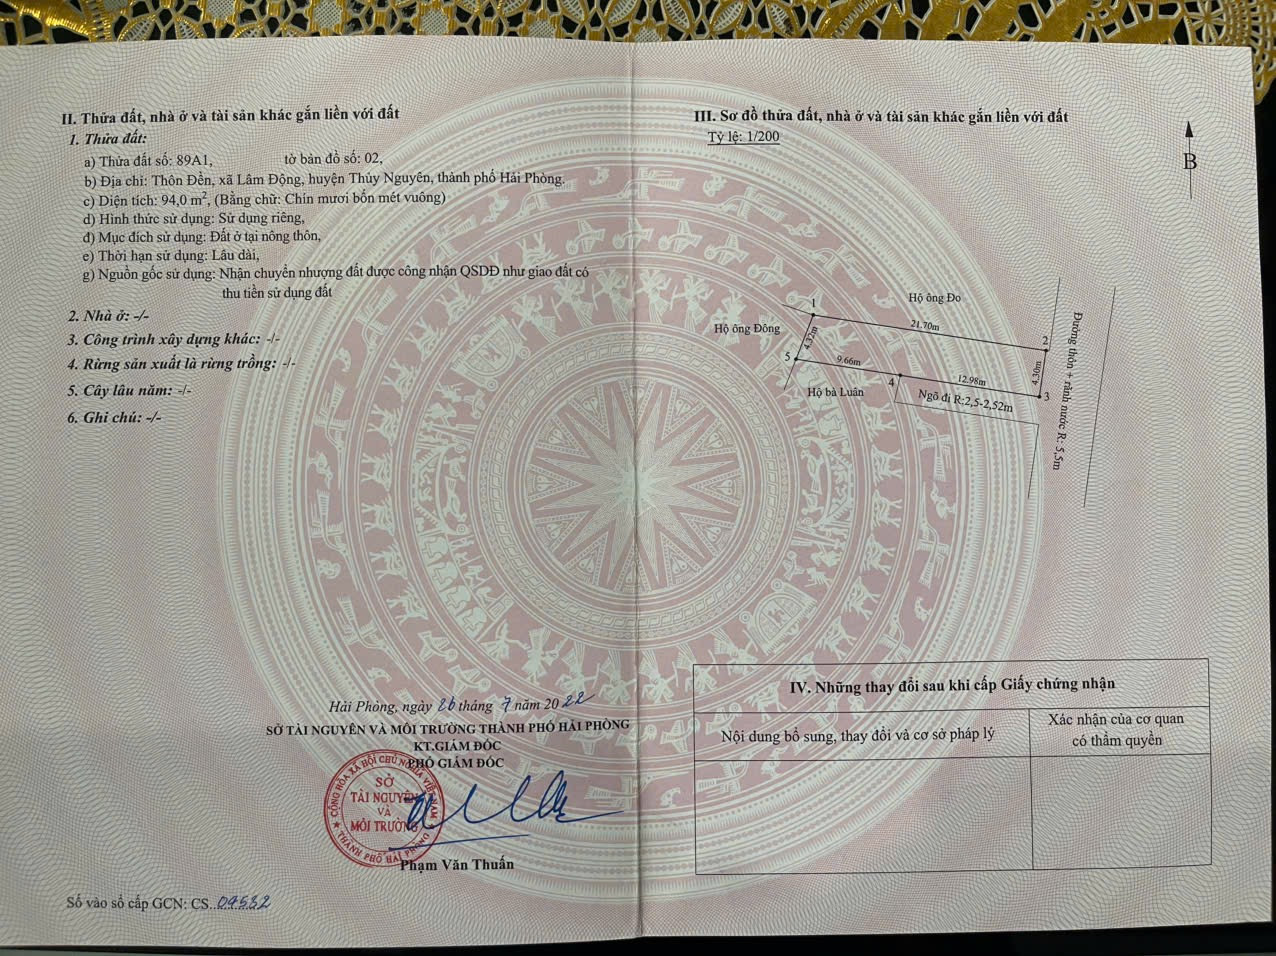 II. Thửa đất, nhà ở và tài sản khác gắn liền với đất
1. Thửa đất:
a) Thửa đất số: 89A1, tờ bản đồ số: 02,
b) Địa chỉ: Thôn Đền, xã Lâm Động, huyện Thủy Nguyên, thành phố Hải Phòng.
c) Diện tích: 94,0 m², (Bằng chữ: Chín mươi bốn mét vuông)
d) Hình thức sử dụng: Sử dụng riêng,
đ) Mục đích sử dụng: Đất ở tại nông thôn,
e) Thời hạn sử dụng: Lâu dài,
g) Nguồn gốc sử dụng: Nhận chuyển nhượng đất được công nhận QSDĐ như giao đất có
thu tiền sử dụng đất
2. Nhà ở: -/-
3. Công trình xây dựng khác: -/-
4. Rừng sản xuất là rừng trồng: -/-
5. Cây lâu năm: -/-
6. Ghi chú: -/-
Hải Phòng, ngày 26 tháng 7 năm 2022
SỞ TÀI NGUYÊN VÀ MÔI TRƯỜNG THÀNH PHỐ HẢI PHÒNG
KT.GIÁM ĐỐC
PHÓ GIÁM ĐỐC
CỘNG HÒA XÃ HỘI CHỦ NGHĨA VIỆT NAM
SỞ
TÀI NGUYÊN
VÀ
MÔI TRƯỜNG
THÀNH PHỐ HẢI PHÒNG
Phạm Văn Thuấn
Số vào sổ cấp GCN: CS..09532
III. Sơ đồ thửa đất, nhà ở và tài sản khác gắn liền với đất
Tỷ lệ: 1/200
B
1
Hộ ông Đo
21.70m
2
Hộ ông Đông
4.32m
5
9.66m
4
12.98m
4.30m
3
Hộ bà Luân
Ngõ đi R:2,5-2,52m
Đường thôn + rãnh nước R: 5,5m
IV. Những thay đổi sau khi cấp Giấy chứng nhận
Nội dung bổ sung, thay đổi và cơ sở pháp lý
Xác nhận của cơ quan
có thẩm quyền